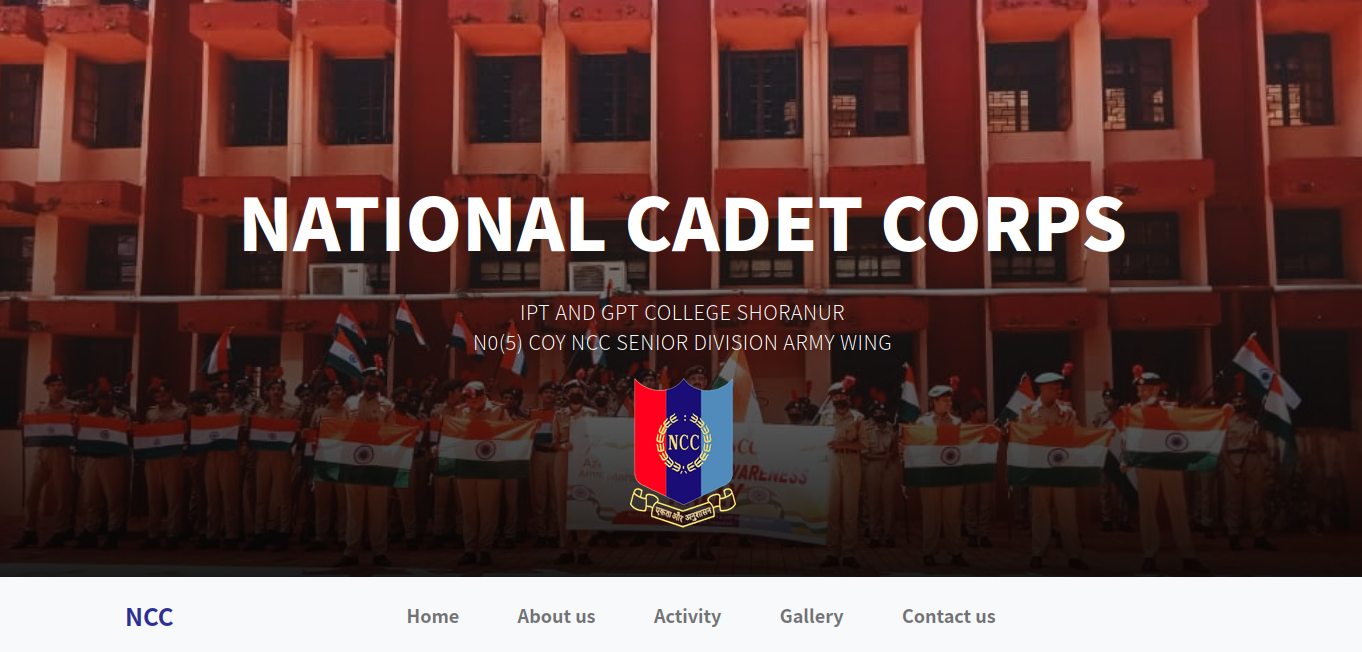 NATIONAL CADET CORPS
IPT AND GPT COLLEGE SHORANUR
N0(5) COY NCC SENIOR DIVISION ARMY WING
NCC
एकता और अनुशासन
WARENESS
NCC
Home
About us
Activity
Gallery
Contact us